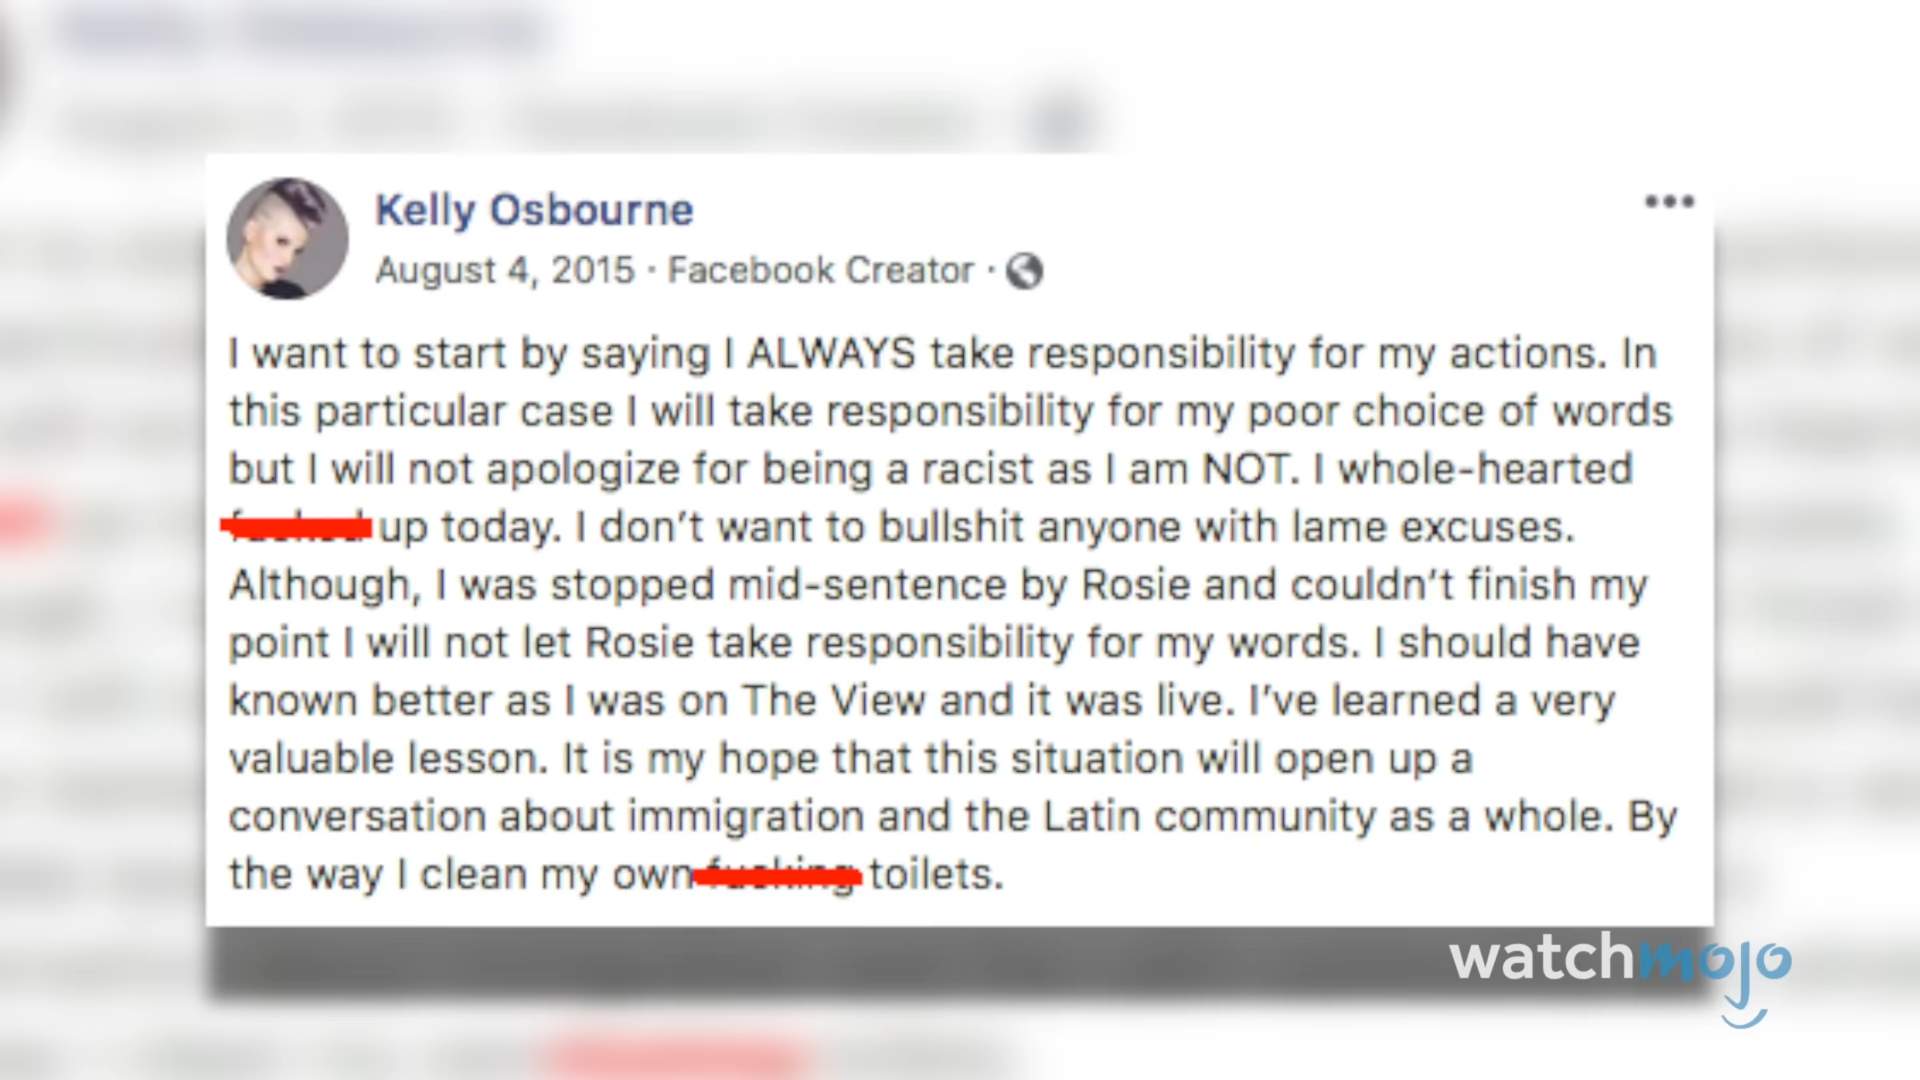 Kelly Osbourne
August 4, 2015 · Facebook Creator ·
I want to start by saying I ALWAYS take responsibility for my actions. In
this particular case I will take responsibility for my poor choice of words
but I will not apologize for being a racist as I am NOT. I whole-hearted
fucked up today. I don't want to bullshit anyone with lame excuses.
Although, I was stopped mid-sentence by Rosie and couldn't finish my
point I will not let Rosie take responsibility for my words. I should have
known better as I was on The View and it was live. I've learned a very
valuable lesson. It is my hope that this situation will open up a
conversation about immigration and the Latin community as a whole. By
the way I clean my own fucking toilets.
watchmojo